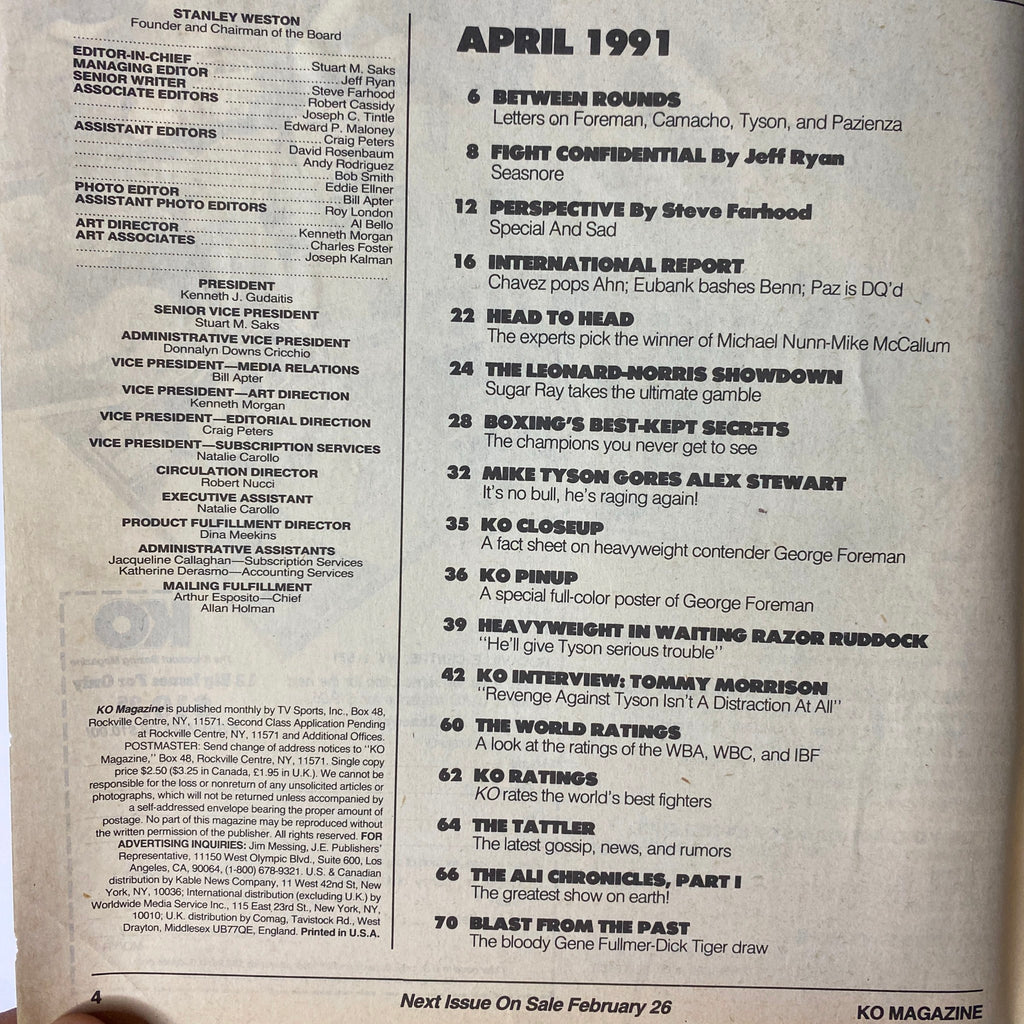 STANLEY WESTON
Founder and Chairman of the Board
EDITOR-IN-CHIEF
Stuart M. Saks
MANAGING EDITOR
Jeff Ryan
SENIOR WRITER
Steve Farhood
ASSOCIATE EDITORS
Robert Cassidy
Joseph C. Tintle
Edward P. Maloney
ASSISTANT EDITORS
Craig Peters
David Rosenbaum
Andy Rodriguez
Bob Smith
Eddie Ellner
PHOTO EDITOR
Bill Apter
ASSISTANT PHOTO EDITORS
Roy London
Al Bello
ART DIRECTOR
Kenneth Morgan
ART ASSOCIATES
Charles Foster
Joseph Kalman
PRESIDENT
Kenneth J. Gudaitis
SENIOR VICE PRESIDENT
Stuart M. Saks
ADMINISTRATIVE VICE PRESIDENT
Donnalyn Downs Cricchio
VICE PRESIDENT—MEDIA RELATIONS
Bill Apter
VICE PRESIDENT—ART DIRECTION
Kenneth Morgan
VICE PRESIDENT—EDITORIAL DIRECTION
Craig Peters
VICE PRESIDENT—SUBSCRIPTION SERVICES
Natalie Carollo
CIRCULATION DIRECTOR
Robert Nucci
EXECUTIVE ASSISTANT
Natalie Carollo
PRODUCT FULFILLMENT DIRECTOR
Dina Meekins
ADMINISTRATIVE ASSISTANTS
Jacqueline Callaghan—Subscription Services
Katherine Derasmo—Accounting Services
MAILING FULFILLMENT
Arthur Esposito—Chief
Allan Holman
KO Magazine is published monthly by TV Sports, Inc., Box 48,
Rockville Centre, NY, 11571. Second Class Application Pending
at Rockville Centre, NY, 11571 and Additional Offices.
POSTMASTER: Send change of address notices to "KO
Magazine," Box 48, Rockville Centre, NY, 11571. Single copy
price $2.50 ($3.25 in Canada, £1.95 in U.K.). We cannot be
responsible for the loss or nonreturn of any unsolicited articles or
photographs, which will not be returned unless accompanied by
a self-addressed envelope bearing the proper amount of
postage. No part of this magazine may be reproduced without
the written permission of the publisher. All rights reserved. FOR
ADVERTISING INQUIRIES: Jim Messing, J.E. Publishers'
Representative, 11150 West Olympic Blvd., Suite 600, Los
Angeles, CA, 90064, (1-800) 678-9321. U.S. & Canadian
distribution by Kable News Company, 11 West 42nd St, New
York, NY, 10036; International distribution (excluding U.K.) by
Worldwide Media Service Inc., 115 East 23rd St., New York, NY,
10010; U.K. distribution by Comag, Tavistock Rd., West
Drayton, Middlesex UB77QE, England. Printed in U.S.A.
APRIL 1991
6 BETWEEN ROUNDS
Letters on Foreman, Camacho, Tyson, and Pazienza
8 FIGHT CONFIDENTIAL By Jeff Ryan
Seasnore
12 PERSPECTIVE By Steve Farhood
Special And Sad
16 INTERNATIONAL REPORT
Chavez pops Ahn; Eubank bashes Benn; Paz is DQ'd
22 HEAD TO HEAD
The experts pick the winner of Michael Nunn-Mike McCallum
24 THE LEONARD-NORRIS SHOWDOWN
Sugar Ray takes the ultimate gamble
28 BOXING'S BEST-KEPT SECRETS
The champions you never get to see
32 MIKE TYSON GORES ALEX STEWART
It's no bull, he's raging again!
35 KO CLOSEUP
A fact sheet on heavyweight contender George Foreman
36 KO PINUP
A special full-color poster of George Foreman
39 HEAVYWEIGHT IN WAITING RAZOR RUDDOCK
"He'll give Tyson serious trouble"
42 KO INTERVIEW: TOMMY MORRISON
"Revenge Against Tyson Isn't A Distraction At All"
60 THE WORLD RATINGS
A look at the ratings of the WBA, WBC, and IBF
62 KO RATINGS
KO rates the world's best fighters
64 THE TATTLER
The latest gossip, news, and rumors
66 THE ALI CHRONICLES, PART I
The greatest show on earth!
70 BLAST FROM THE PAST
The bloody Gene Fullmer-Dick Tiger draw
4
Next Issue On Sale February 26
KO MAGAZINE